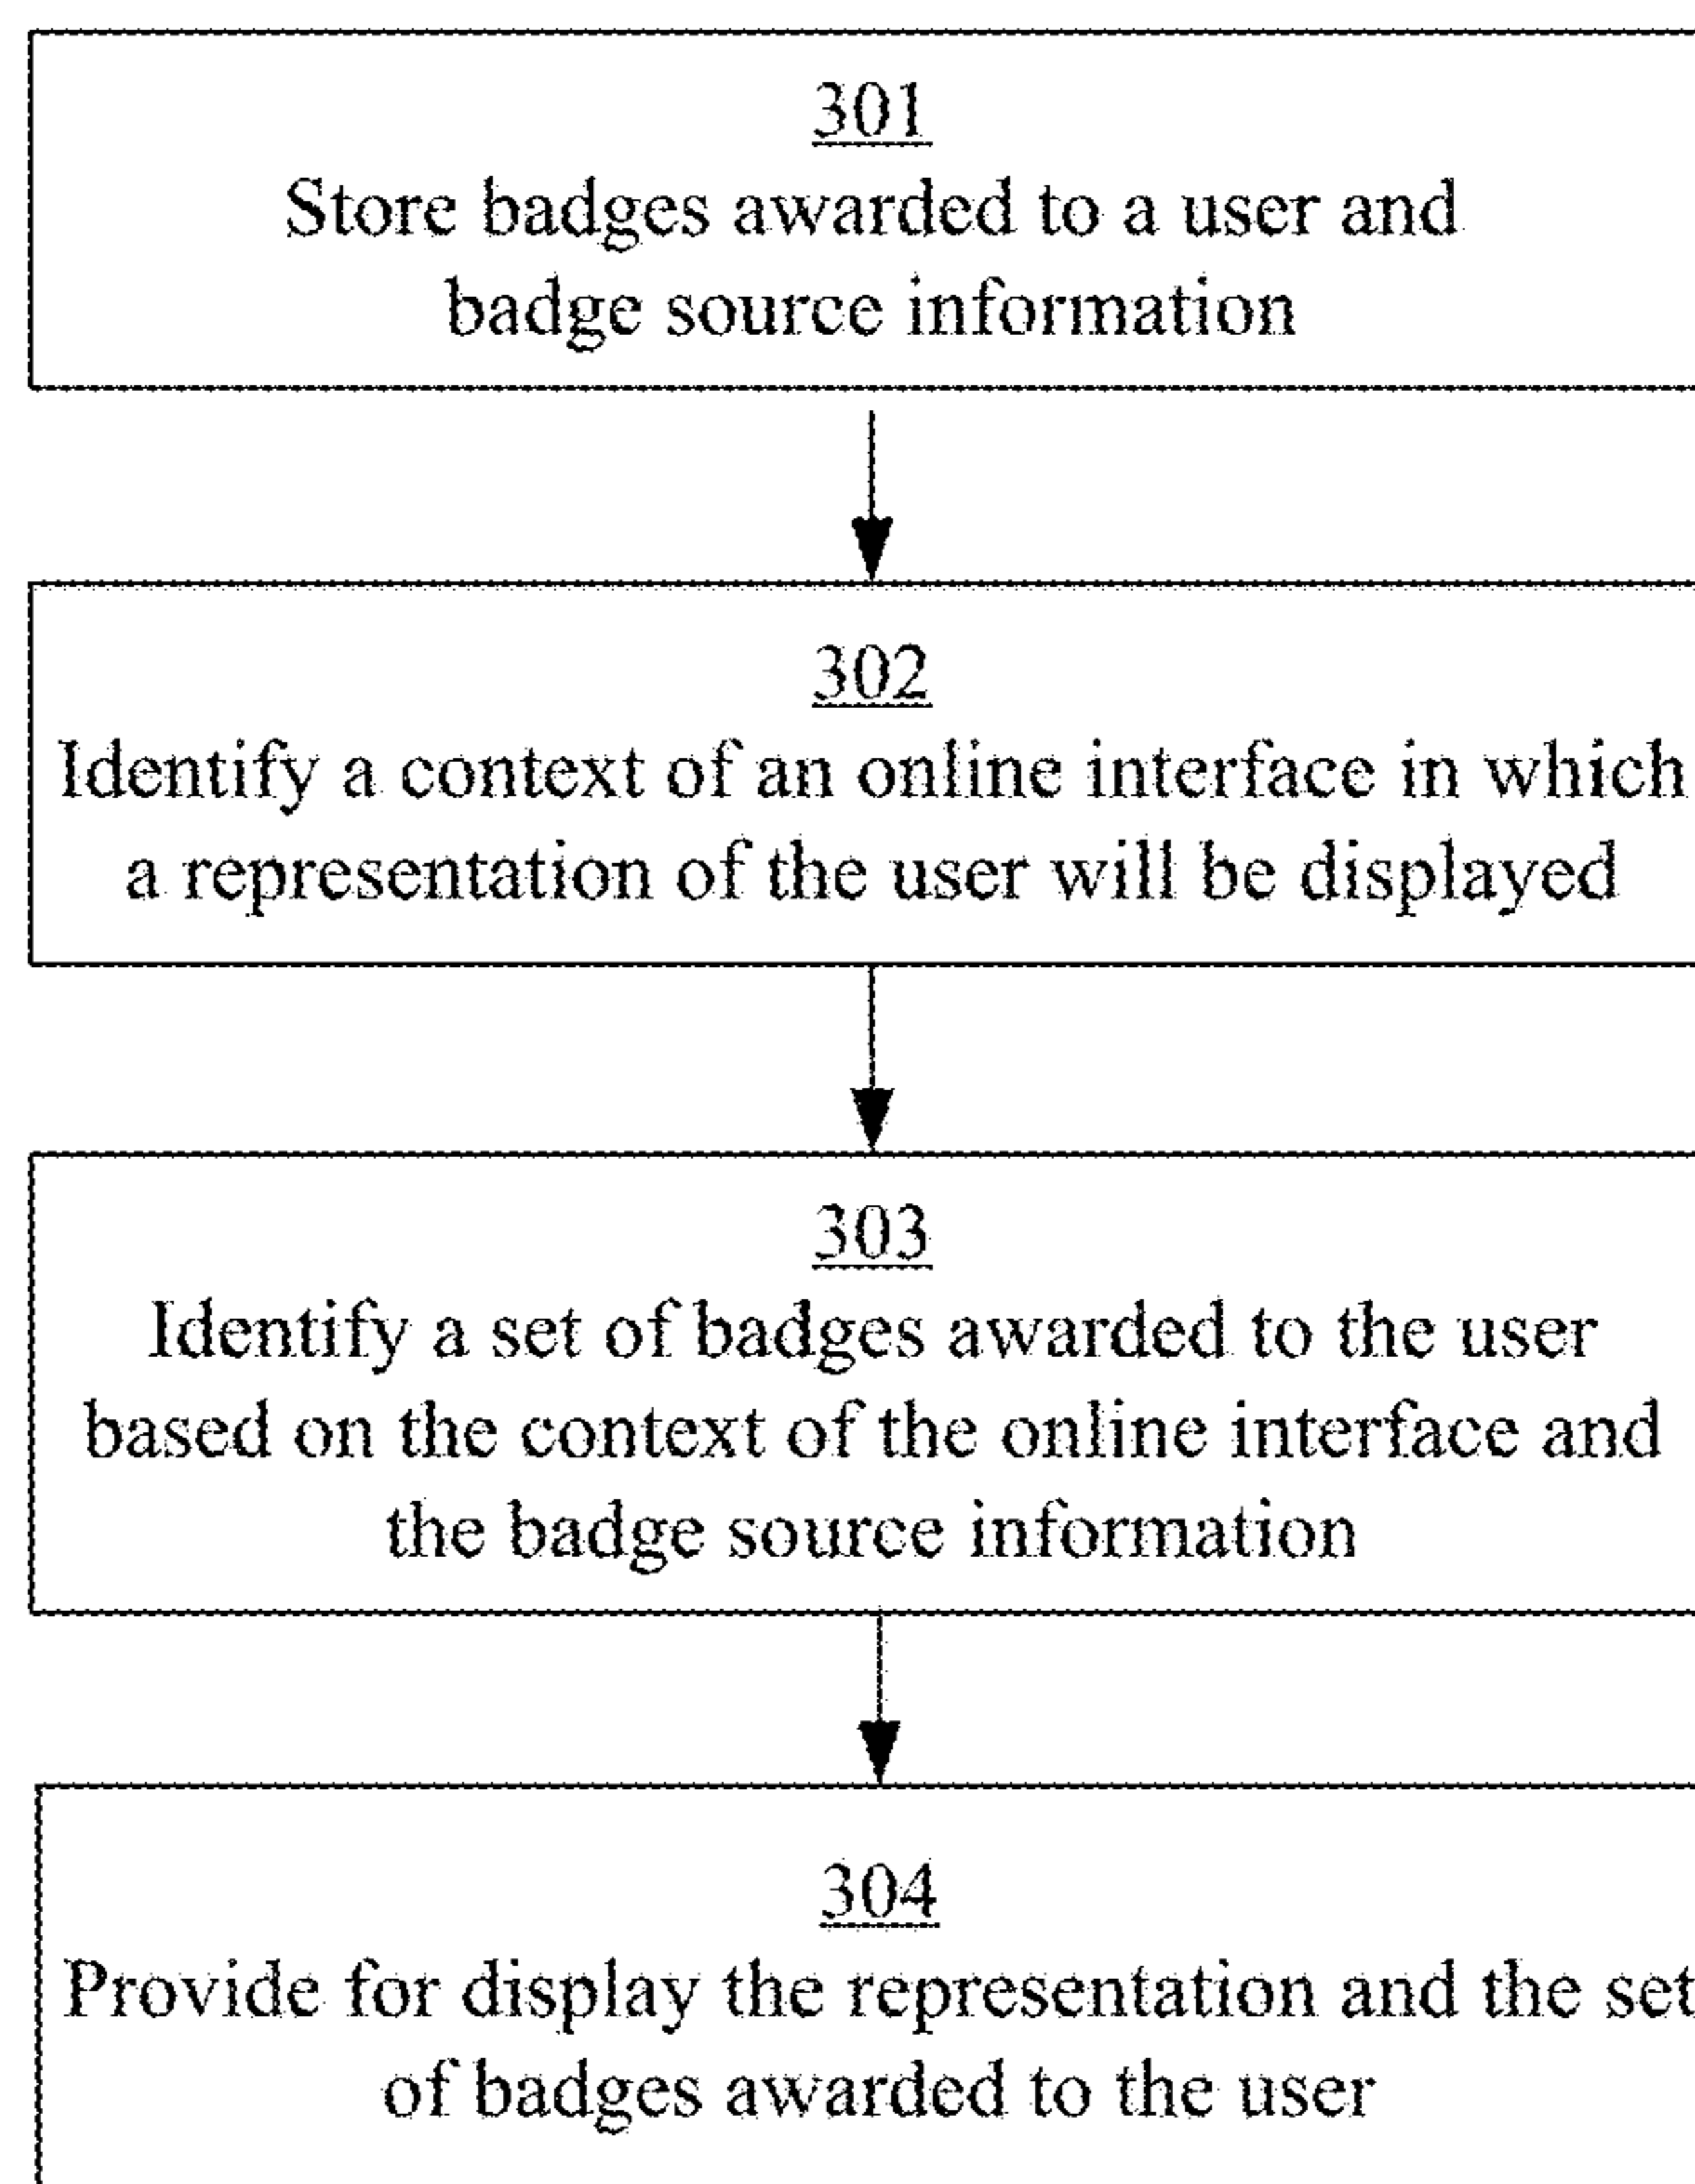 301
Store badges awarded to a user and
badge source information
302
Identify a context of an online interface in which
a representation of the user will be displayed
303
Identify a set of badges awarded to the user
based on the context of the online interface and
the badge source information
304
Provide for display the representation and the set
of badges awarded to the user